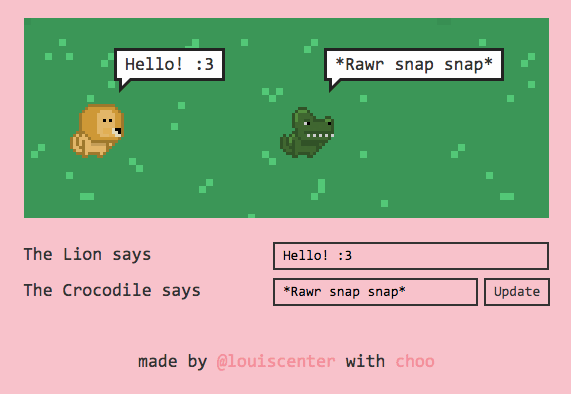 Hello! :3
*Rawr snap snap*
The Lion says
Hello! :3
The Crocodile says
*Rawr snap snap*
Update
made by @louiscenter with choo